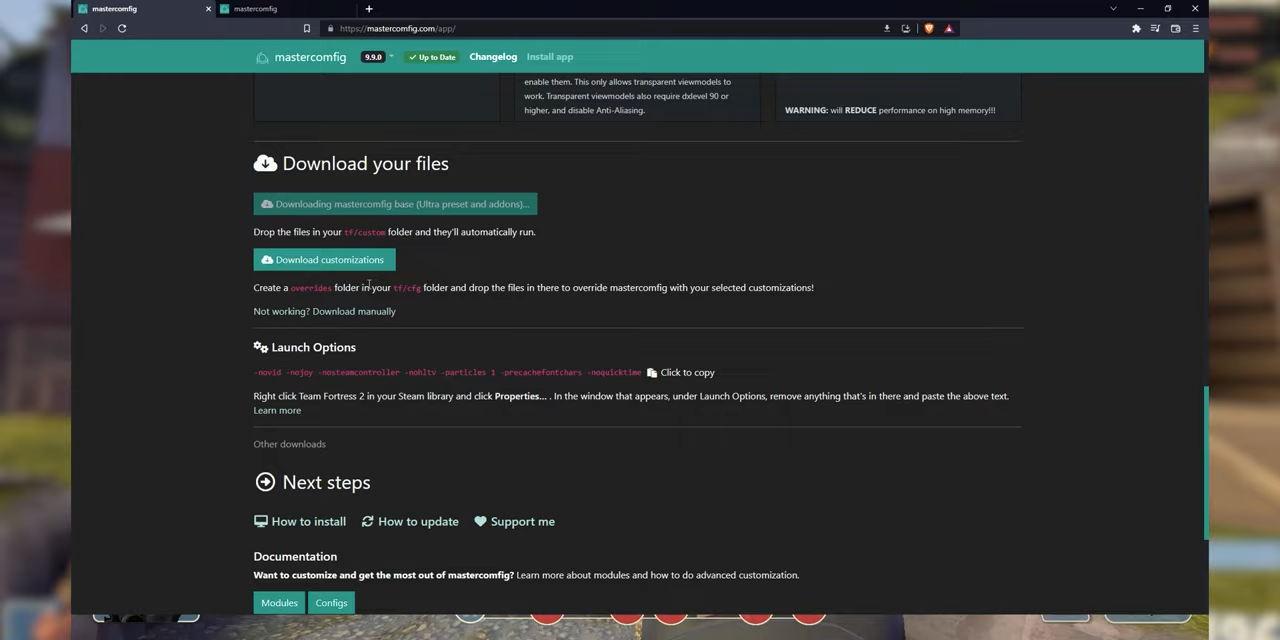 mastercomfig
mastercomfig
https://mastercomfig.com/app/
mastercomfig
9.9.0
Up to Date
Changelog
Install app
enable them. This only allows transparent viewmodels to
work. Transparent viewmodels also require dxlevel 90 or
higher, and disable Anti-Aliasing.
WARNING: will REDUCE performance on high memory!!!
Download your files
Downloading mastercomfig base (Ultra preset and addons)...
Drop the files in your tf/custom folder and they'll automatically run.
Download customizations
Create a overrides folder in your tf/cfg folder and drop the files in there to override mastercomfig with your selected customizations!
Not working? Download manually
Launch Options
-novid -nojoy -nosteamcontroller -nohltv -particles 1 -precachefontchars -noquicktime
Click to copy
Right click Team Fortress 2 in your Steam library and click Properties... . In the window that appears, under Launch Options, remove anything that's in there and paste the above text.
Learn more
Other downloads
Next steps
How to install
How to update
Support me
Documentation
Want to customize and get the most out of mastercomfig? Learn more about modules and how to do advanced customization.
Modules
Configs